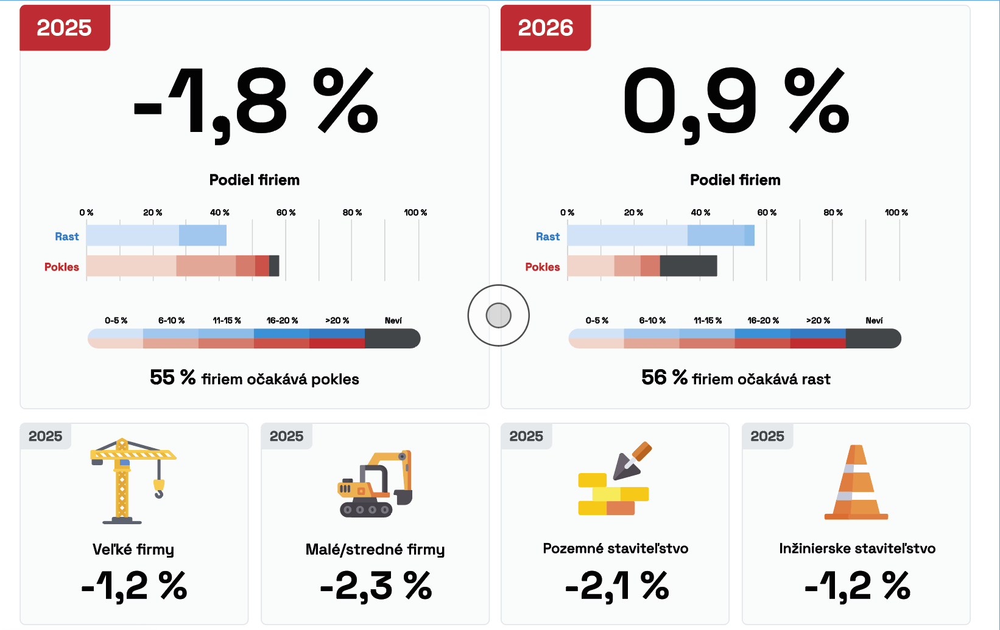 2025
-1,8 %
Podiel firiem
0 % 20 % 40 % 60 % 80 % 100 %
Rast
Pokles
0-5 % 6-10 % 11-15 % 16-20 % >20 % Neví
55 % firiem očakává pokles
2026
0,9 %
Podiel firiem
0 % 20 % 40 % 60 % 80 % 100 %
Rast
Pokles
0-5 % 6-10 % 11-15 % 16-20 % >20 % Neví
56 % firiem očakává rast
2025
Veľké firmy
-1,2 %
2025
Malé/stredné firmy
-2,3 %
2025
Pozemné staviteľstvo
-2,1 %
2025
Inžinierske staviteľstvo
-1,2 %